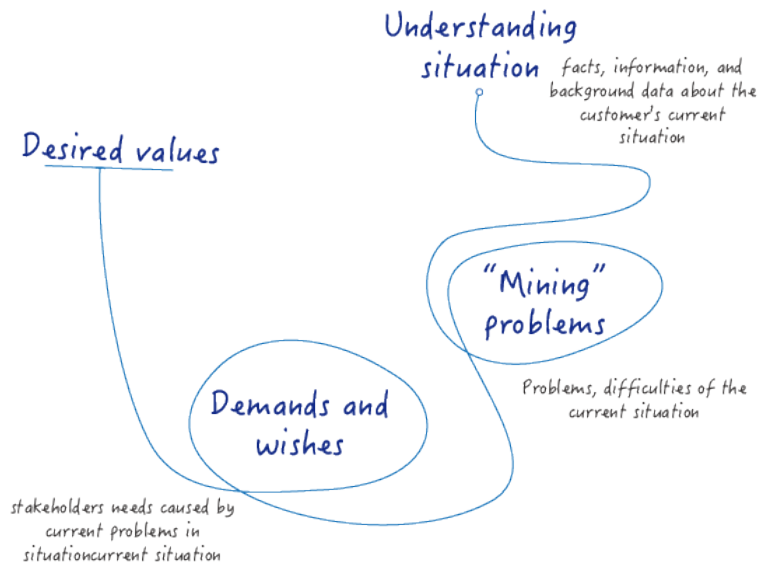 Understanding
situation
facts, information, and
background data about the
customer's current
situation
Desired values
"Mining"
problems
Problems, difficulties of the
current situation
Demands and
wishes
stakeholders needs caused by
current problems in
situationcurrent situation